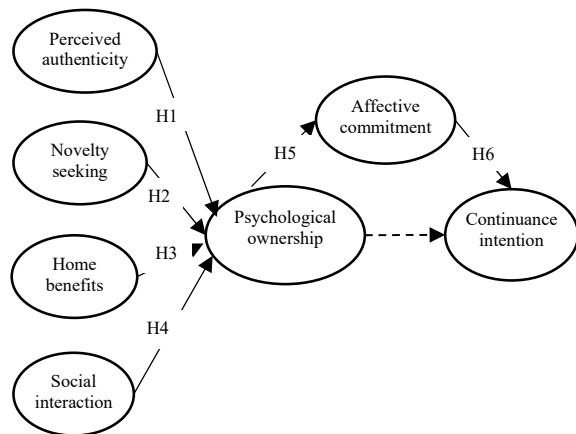 Perceived
authenticity
H1
Affective
commitment
Novelty
seeking
H5
H6
H2
Psychological
ownership
Continuance
intention
H3
Home
benefits
H4
Social
interaction